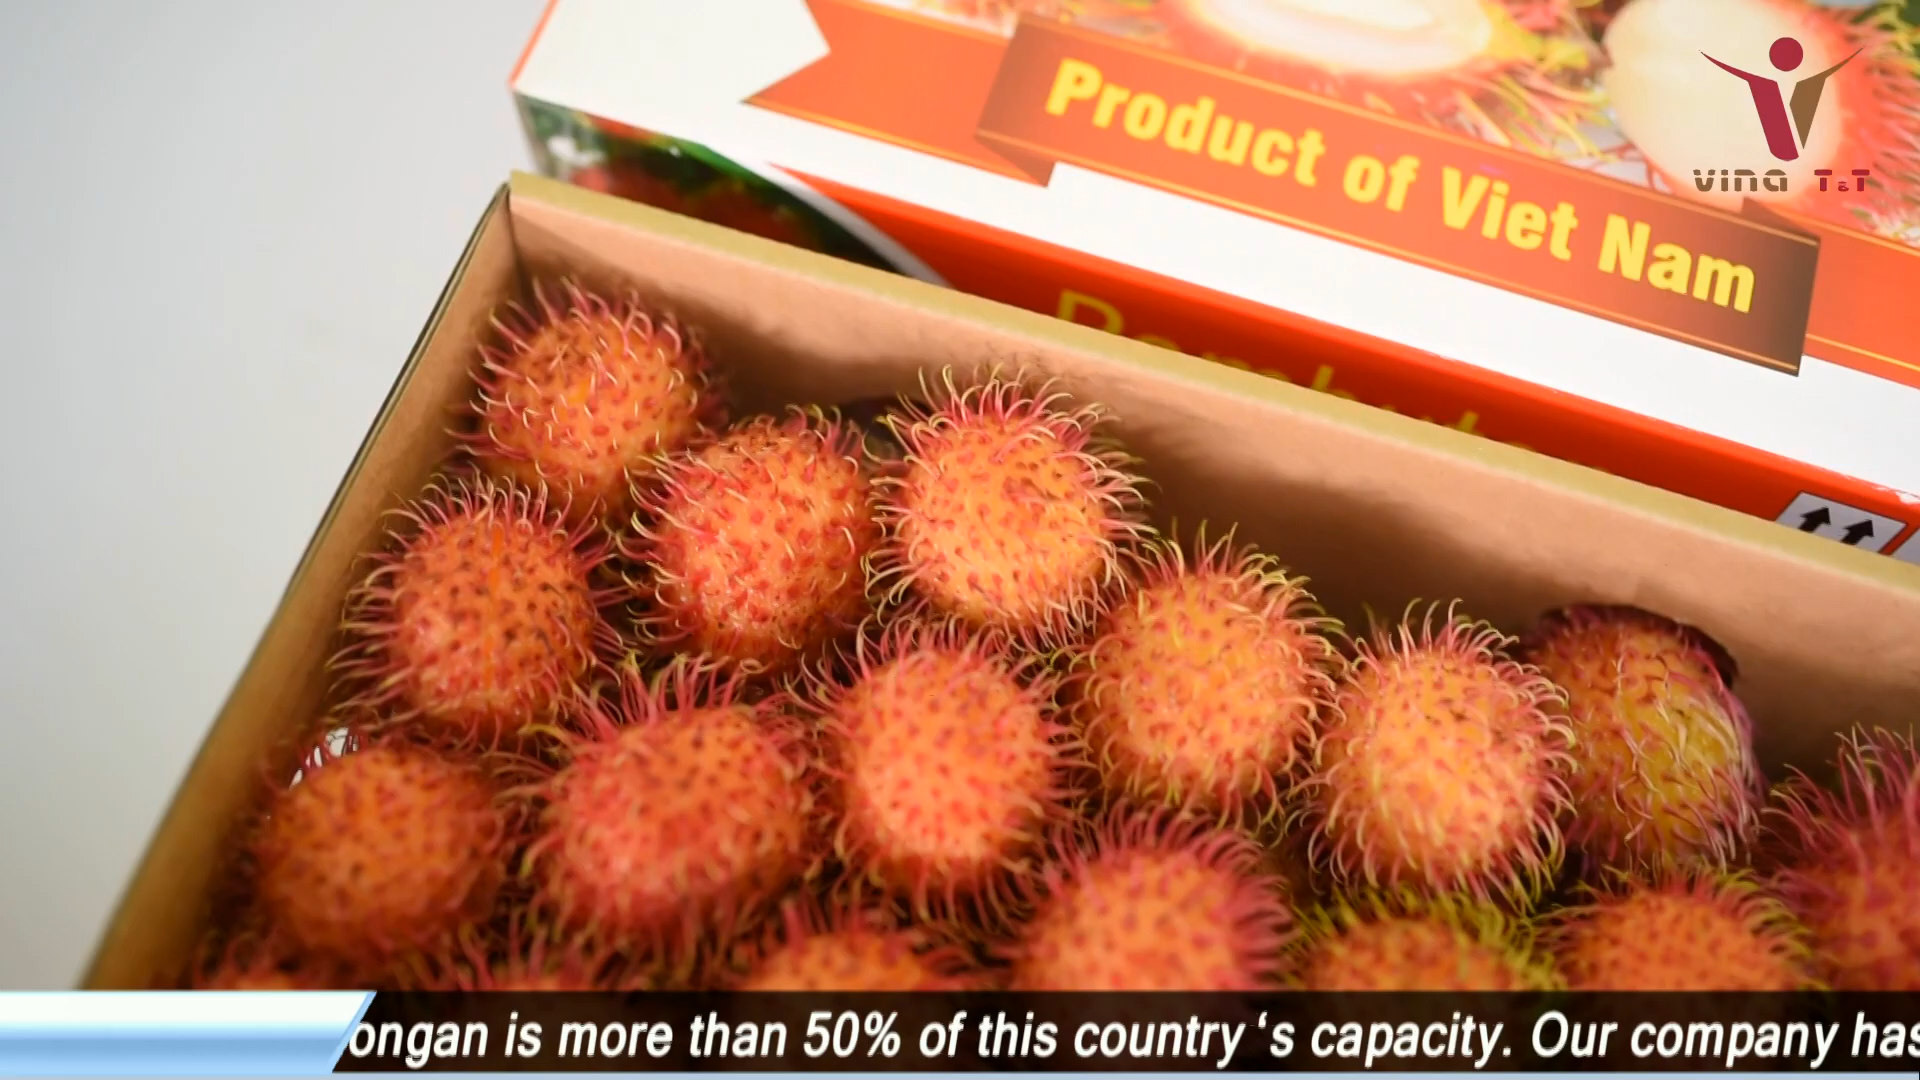 Product of Viet Nam
vina T&T
ongan is more than 50% of this country ‘s capacity. Our company has